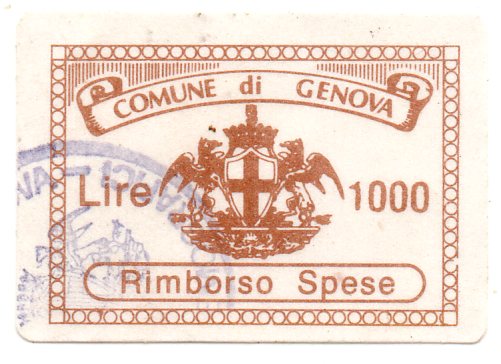 COMUNE di GENOVA
Lire 1000
Rimborso Spese